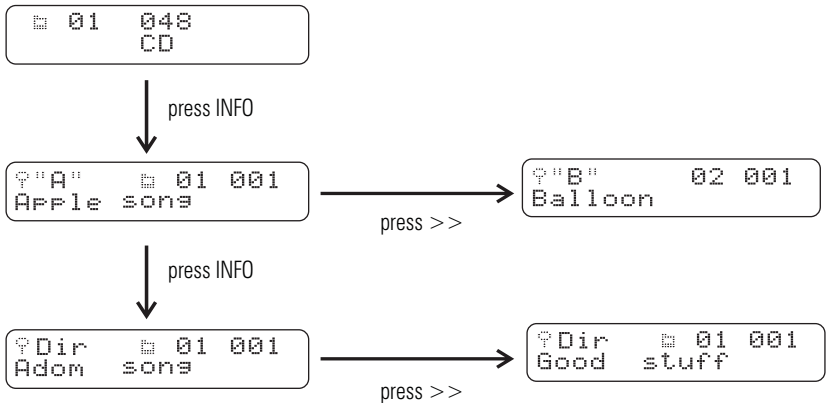 01 048
CD
press INFO
"A" 01 001
Apple song
press >>
"B" 02 001
Balloon
press INFO
Dir 01 001
Adom song
press >>
Dir 01 001
Good stuff